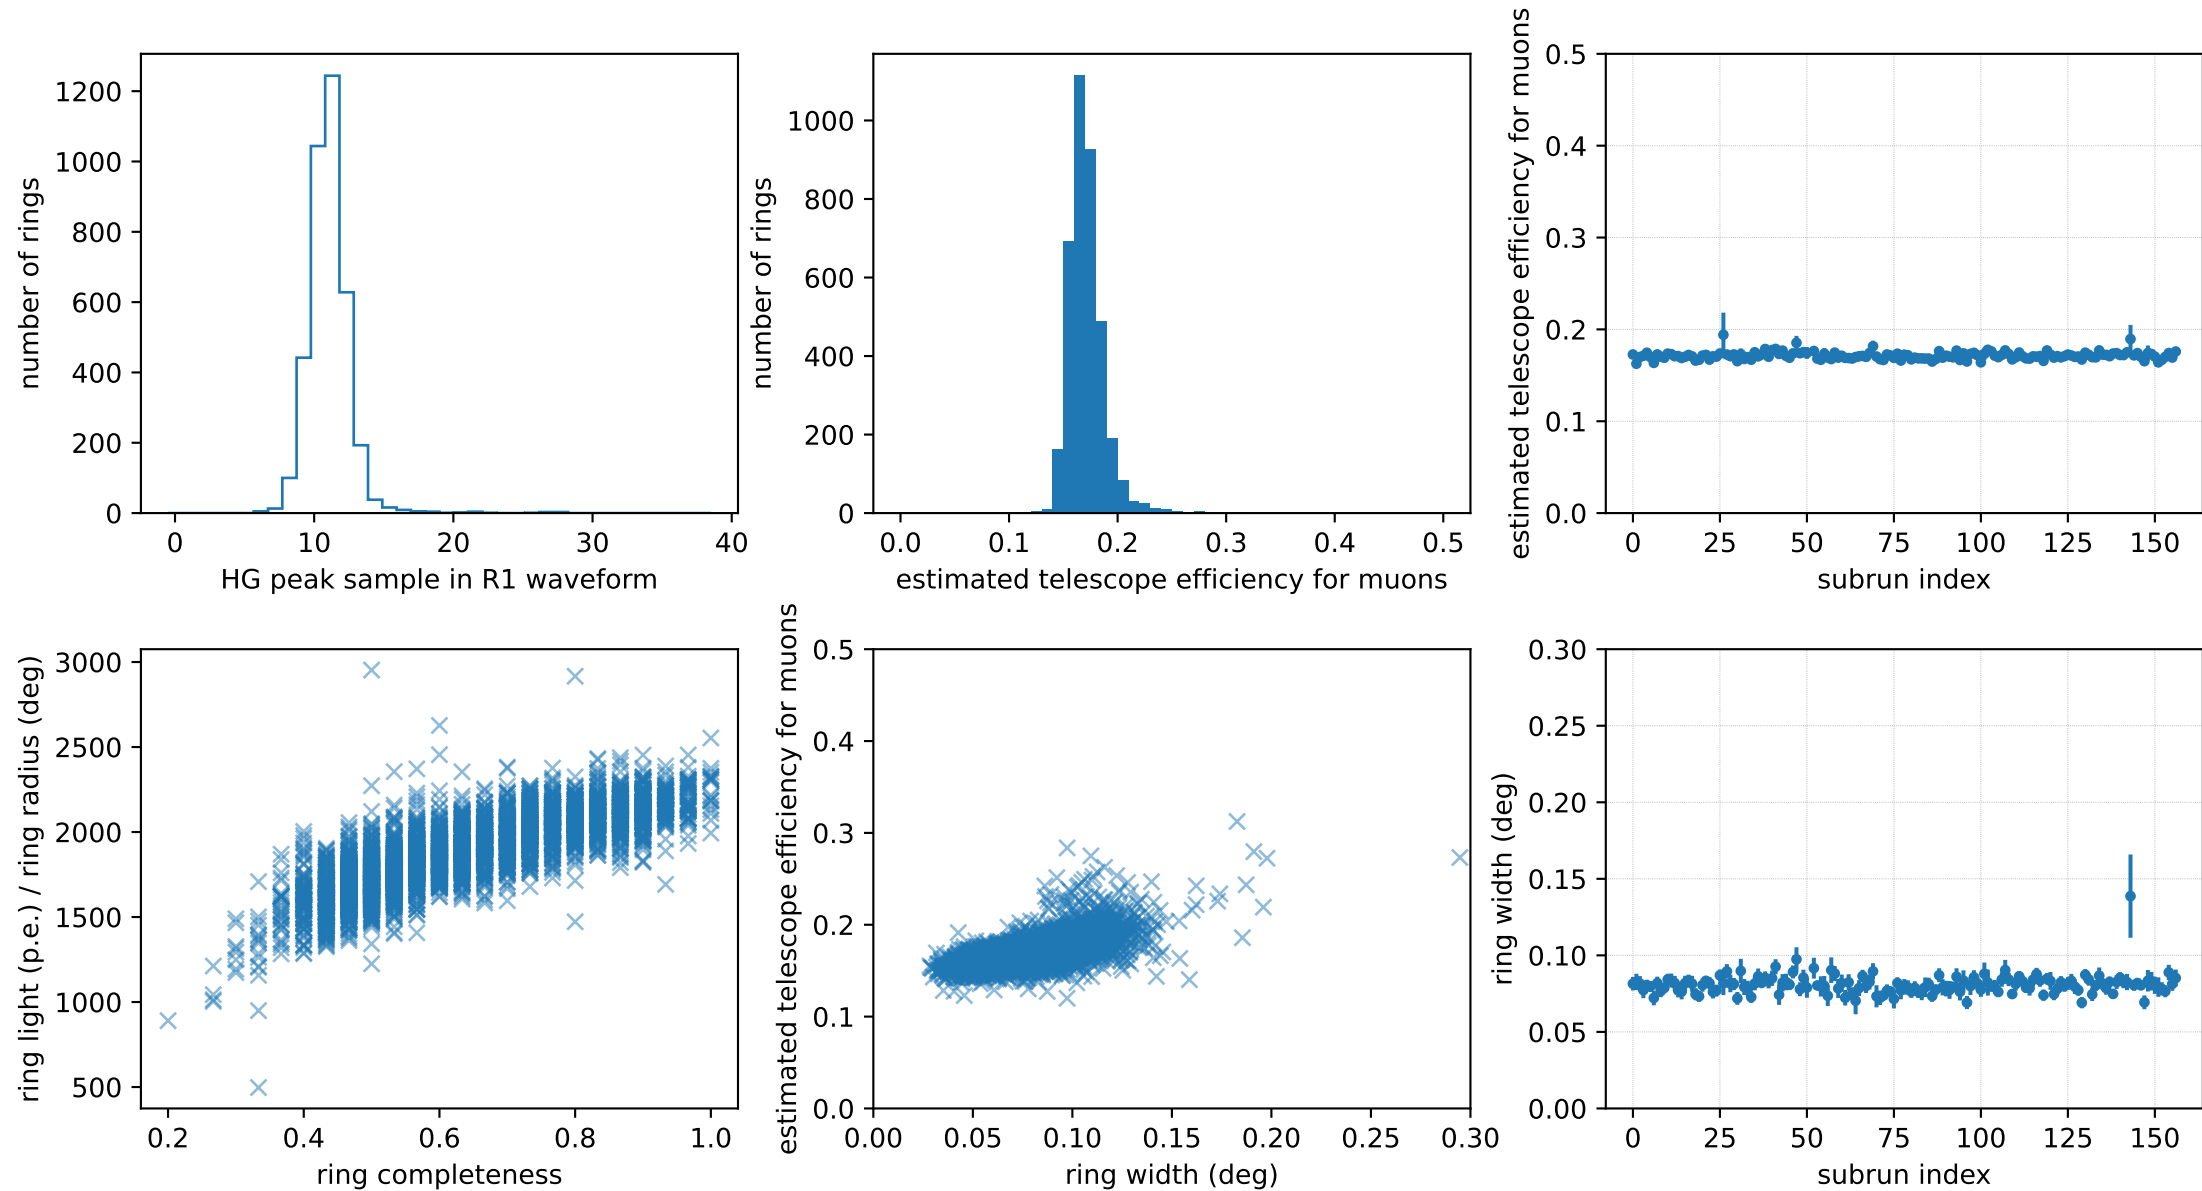 number of rings
1200
1000
800
600
400
200
0
0 10 20 30 40
HG peak sample in R1 waveform
number of rings
1000
800
600
400
200
0
0.0 0.1 0.2 0.3 0.4 0.5
estimated telescope efficiency for muons
estimated telescope efficiency for muons
0.5
0.4
0.3
0.2
0.1
0.0
0 25 50 75 100 125 150
subrun index
ring light (p.e.) / ring radius (deg)
3000
2500
2000
1500
1000
500
0.2 0.4 0.6 0.8 1.0
ring completeness
estimated telescope efficiency for muons
0.5
0.4
0.3
0.2
0.1
0.0
0.00 0.05 0.10 0.15 0.20 0.25 0.30
ring width (deg)
ring width (deg)
0.30
0.25
0.20
0.15
0.10
0.05
0.00
0 25 50 75 100 125 150
subrun index